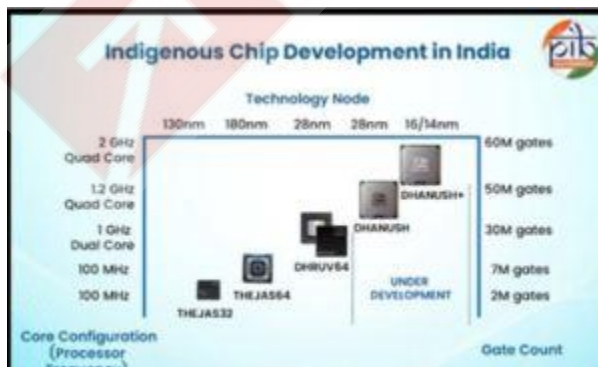 Indigenous Chip Development in India
pib
Technology Node
130nm 180nm 28nm 28nm 16/14nm
2 GHz
Quad Core
60M gates
DHANUSH+
1.2 GHz
Quad Core
50M gates
DHANUSH
1 GHz
Dual Core
30M gates
DHRUV64
100 MHz
7M gates
THEJAS64
UNDER
DEVELOPMENT
100 MHz
2M gates
THEJAS32
Core Configuration
(Processor
Frequency)
Gate Count